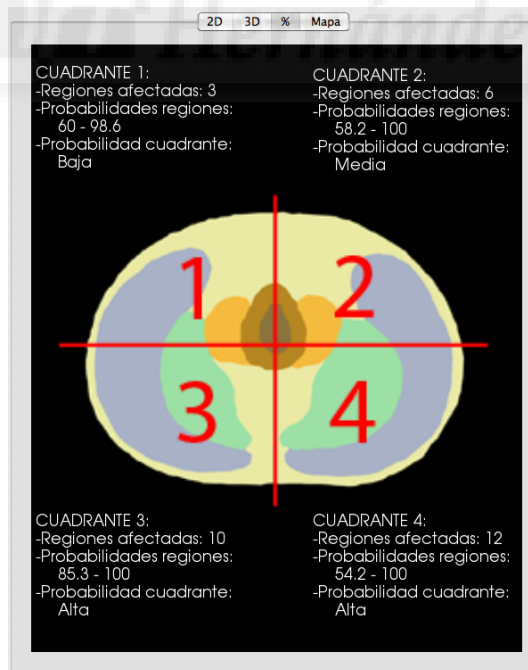 2D 3D % Mapa
CUADRANTE 1:
-Regiones afectadas: 3
-Probabilidades regiones:
60 - 98.6
-Probabilidad cuadrante:
Baja
CUADRANTE 2:
-Regiones afectadas: 6
-Probabilidades regiones:
58.2 - 100
-Probabilidad cuadrante:
Media
1
2
3
4
CUADRANTE 3:
-Regiones afectadas: 10
-Probabilidades regiones:
85.3 - 100
-Probabilidad cuadrante:
Alta
CUADRANTE 4:
-Regiones afectadas: 12
-Probabilidades regiones:
54.2 - 100
-Probabilidad cuadrante:
Alta